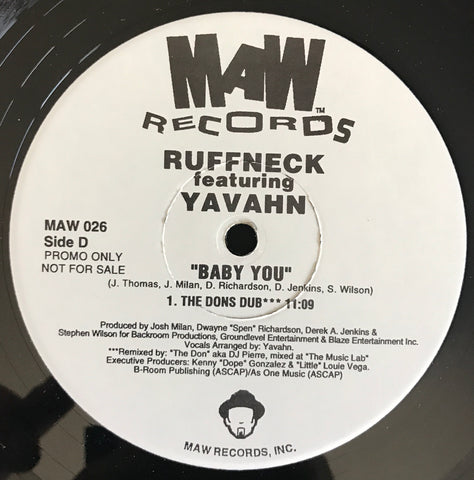 MAW
RECORDS™
RUFFNECK
featuring
YAVAHN
MAW 026
Side D
PROMO ONLY
NOT FOR SALE
"BABY YOU"
(J. Thomas, J. Milan, D. Richardson, D. Jenkins, S. Wilson)
1. THE DONS DUB*** 11:09
Produced by Josh Milan, Dwayne "Spen" Richardson, Derek A. Jenkins &
Stephen Wilson for Backroom Productions, Groundlevel Entertainment & Blaze Entertainment Inc.
Vocals Arranged by: Yavahn.
***Remixed by: "The Don" aka DJ Pierre, mixed at "The Music Lab"
Executive Producers: Kenny "Dope" Gonzalez & "Little" Louie Vega.
B-Room Publishing (ASCAP)/As One Music (ASCAP)
MAW RECORDS, INC.